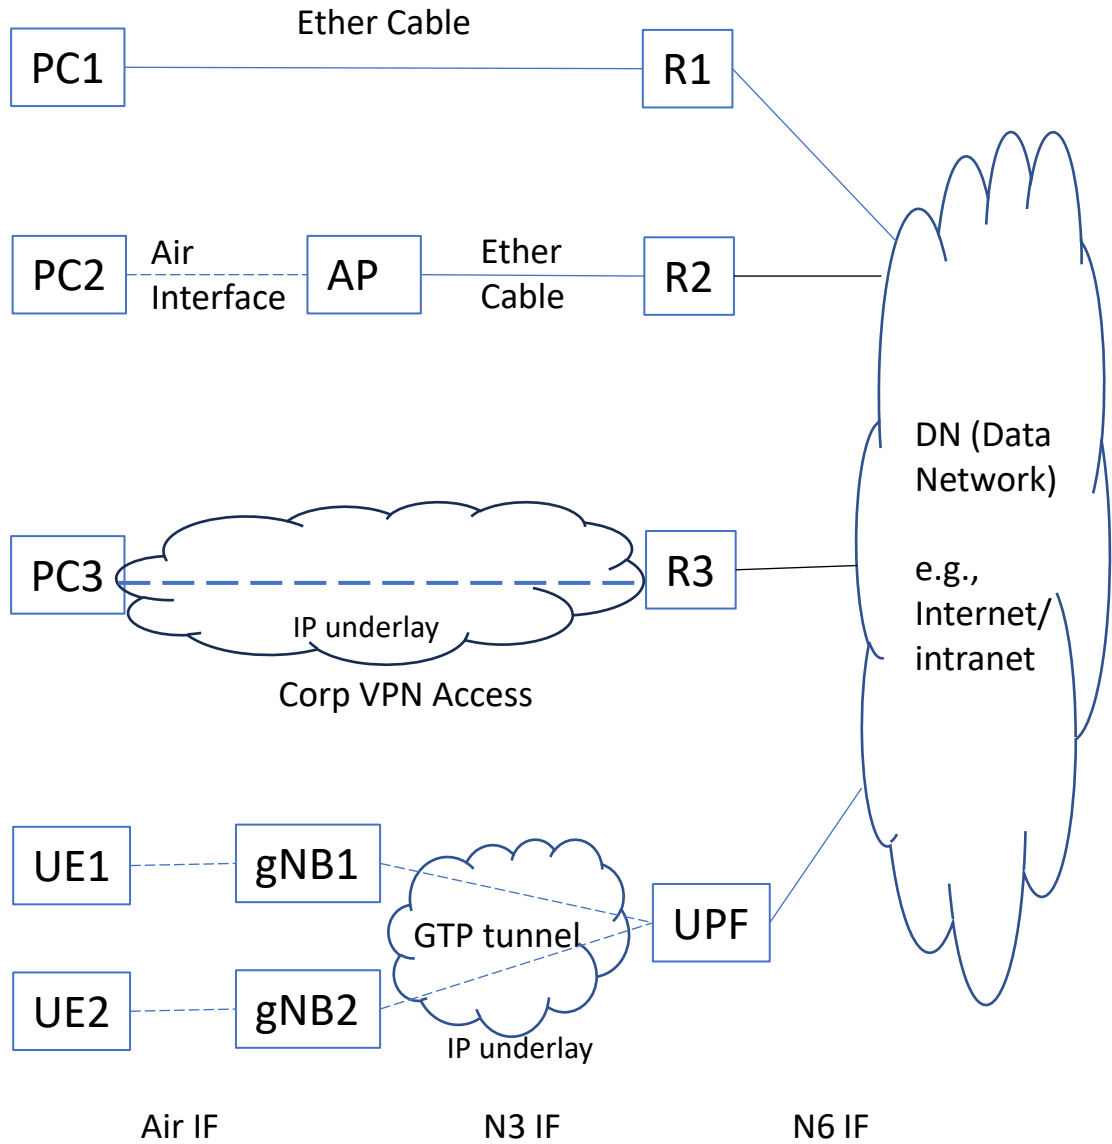 Ether Cable
PC1
R1
PC2
Air
Interface
AP
Ether
Cable
R2
DN (Data
Network)
e.g.,
Internet/
intranet
PC3
IP underlay
R3
Corp VPN Access
UE1
gNB1
GTP tunnel
UPF
UE2
gNB2
IP underlay
Air IF
N3 IF
N6 IF